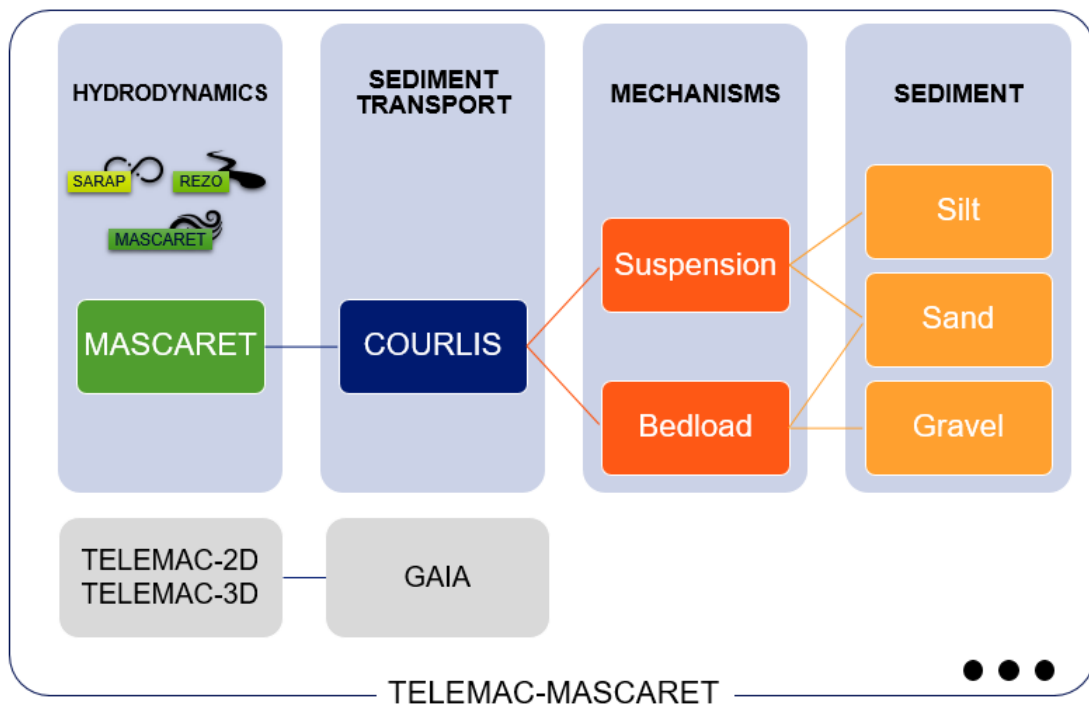 HYDRODYNAMICS
SEDIMENT
TRANSPORT
MECHANISMS
SEDIMENT
SARAP
REZO
MASCARET
MASCARET
COURLIS
Suspension
Bedload
Silt
Sand
Gravel
TELEMAC-2D
TELEMAC-3D
GAIA
TELEMAC-MASCARET